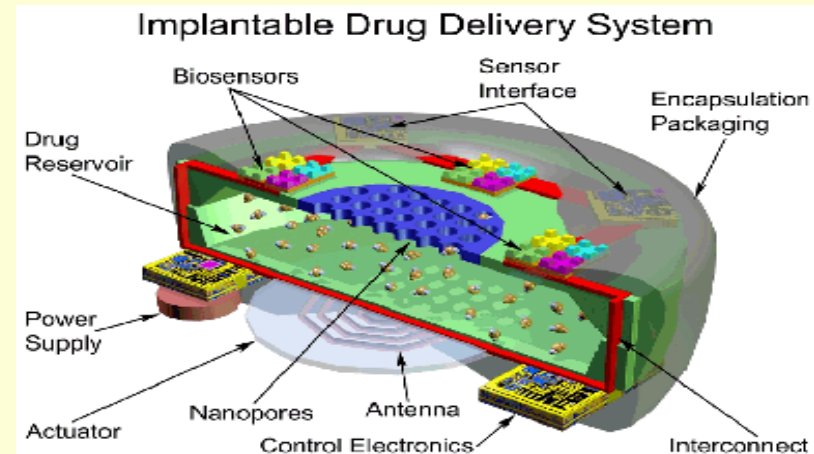 Implantable Drug Delivery System
Biosensors
Sensor
Interface
Encapsulation
Packaging
Drug
Reservoir
Power
Supply
Actuator
Nanopores
Antenna
Control Electronics
Interconnect